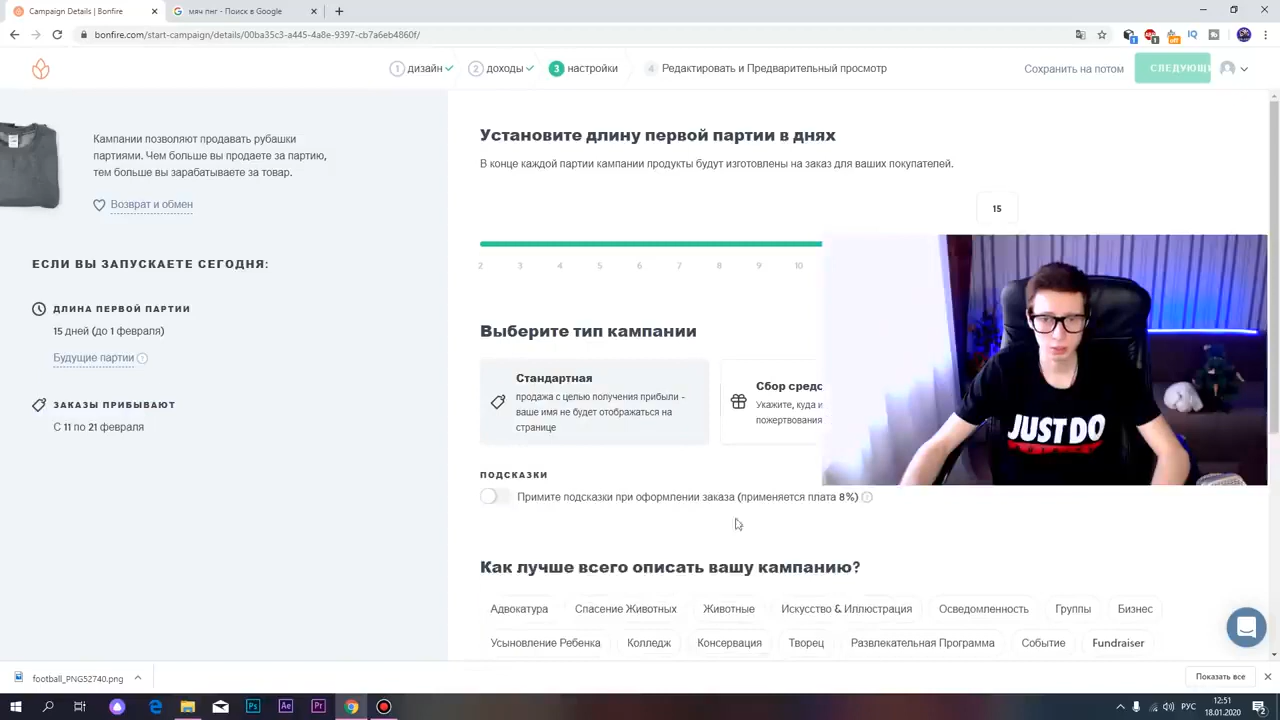 Campaign Details | Bonfire
мяч пнг - Поиск в Google
bonfire.com/start-campaign/details/00ba35c3-a445-4a8e-9397-cb7a6eb4860f/
1 дизайн
2 доходы
3 настройки
4 Редактировать и Предварительный просмотр
Сохранить на потом
СЛЕДУЮЩ
Кампании позволяют продавать рубашки
партиями. Чем больше вы продаете за партию,
тем больше вы зарабатываете за товар.
Возврат и обмен
ЕСЛИ ВЫ ЗАПУСКАЕТЕ СЕГОДНЯ:
ДЛИНА ПЕРВОЙ ПАРТИИ
15 дней (до 1 февраля)
Будущие партии
ЗАКАЗЫ ПРИБЫВАЮТ
С 11 по 21 февраля
Установите длину первой партии в днях
В конце каждой партии кампании продукты будут изготовлены на заказ для ваших покупателей.
15
2 3 4 5 6 7 8 9 10
Выберите тип кампании
Стандартная
продажа с целью получения прибыли -
ваше имя не будет отображаться на
странице
Сбор средс
Укажите, куда и
пожертвования
JUST DO
ПОДСКАЗКИ
Примите подсказки при оформлении заказа (применяется плата 8%)
Как лучше всего описать вашу кампанию?
Адвокатура Спасение Животных Животные Искусство & Иллюстрация Осведомленность Группы Бизнес
Усыновление Ребенка Колледж Консервация Творец Развлекательная Программа Событие Fundraiser
football_PNG52740.png
Показать все
РУС
12:51
18.01.2020